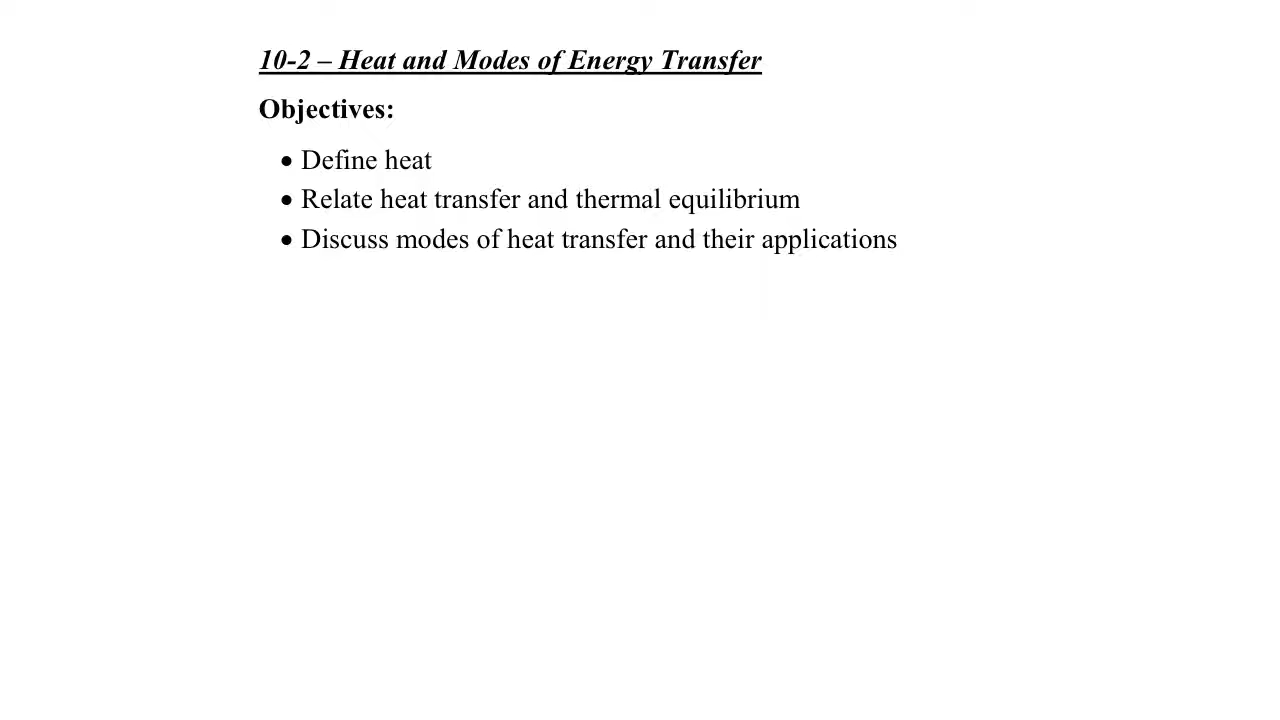 10-2 – Heat and Modes of Energy Transfer
Objectives:
• Define heat
• Relate heat transfer and thermal equilibrium
• Discuss modes of heat transfer and their applications